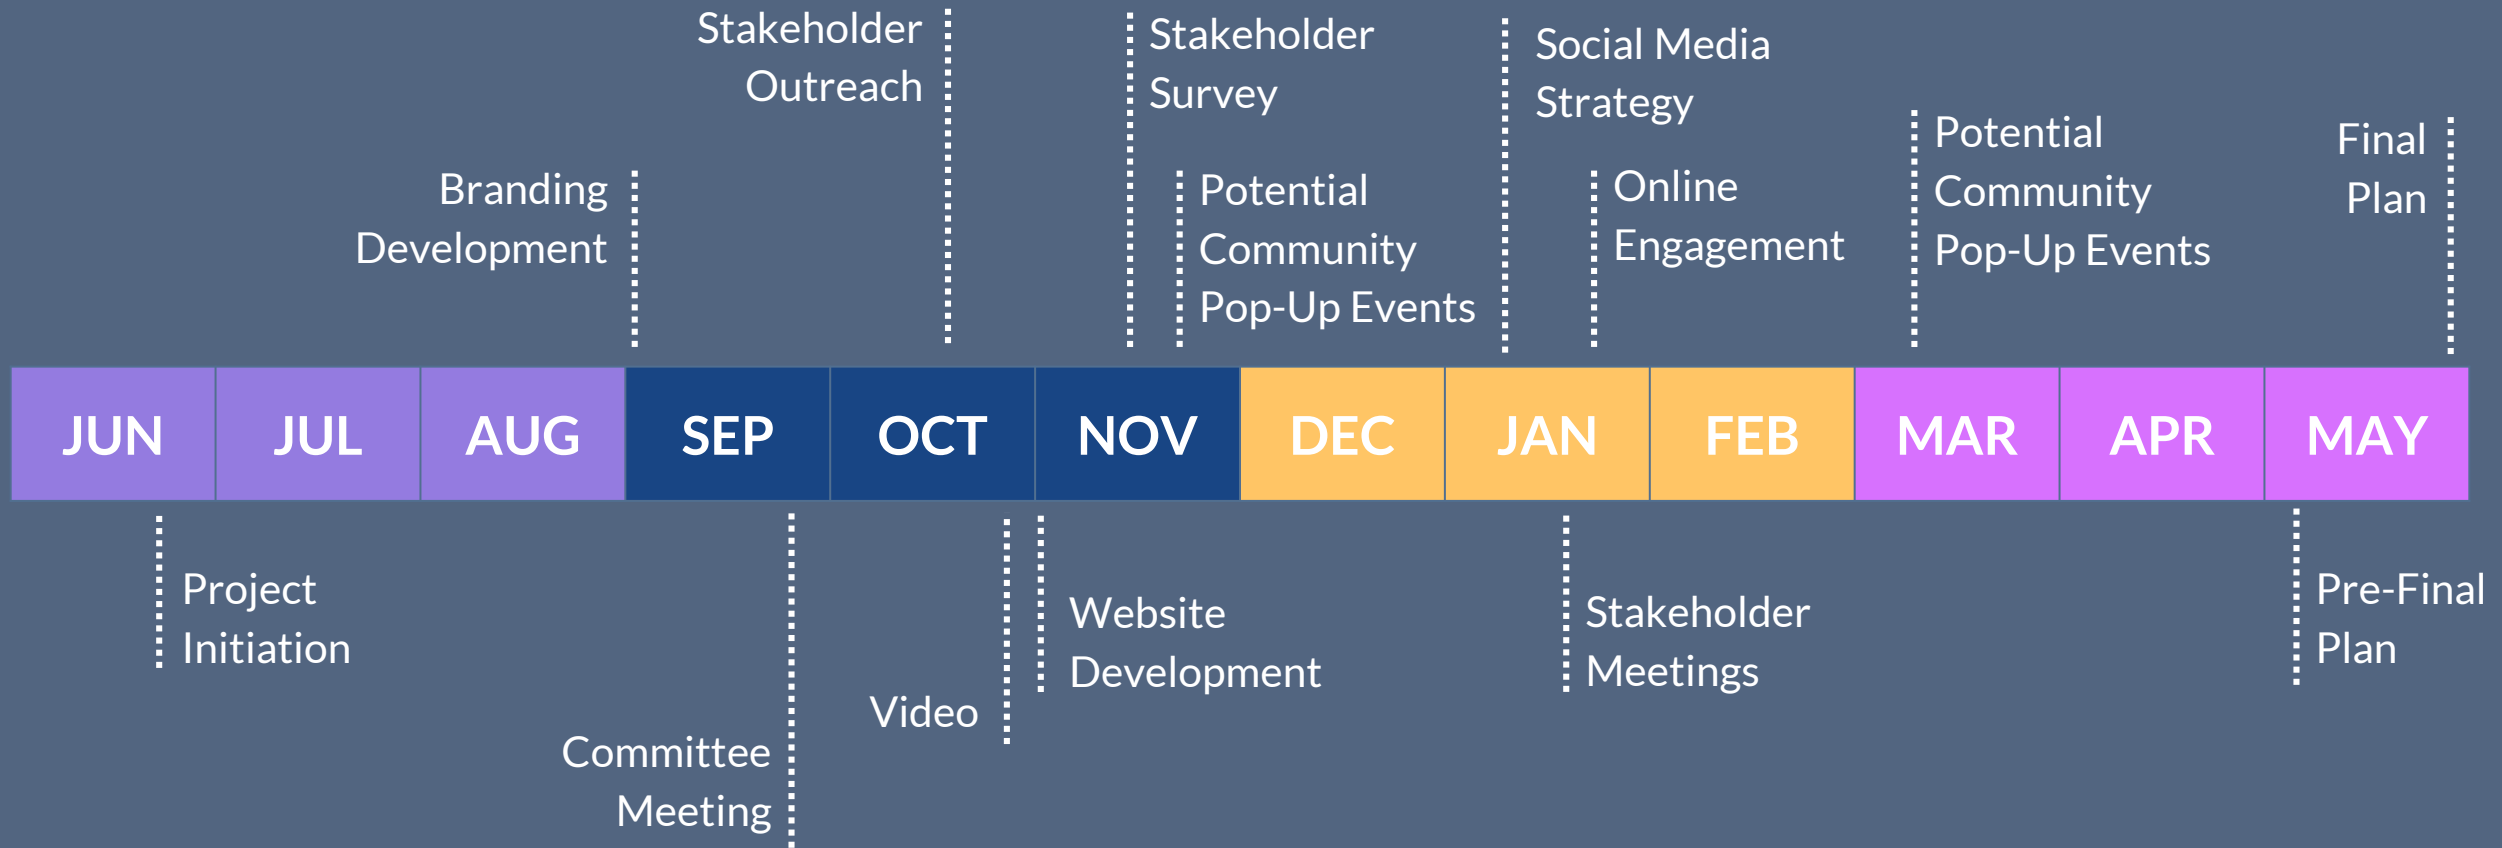 Stakeholder
Outreach
Stakeholder
Survey
Social Media
Strategy
Branding
Development
Potential
Community
Pop-Up Events
Online
Engagement
Potential
Community
Pop-Up Events
Final
Plan
JUN JUL AUG SEP OCT NOV DEC JAN FEB MAR APR MAY
Project
Initiation
Committee
Meeting
Video
Website
Development
Stakeholder
Meetings
Pre-Final
Plan